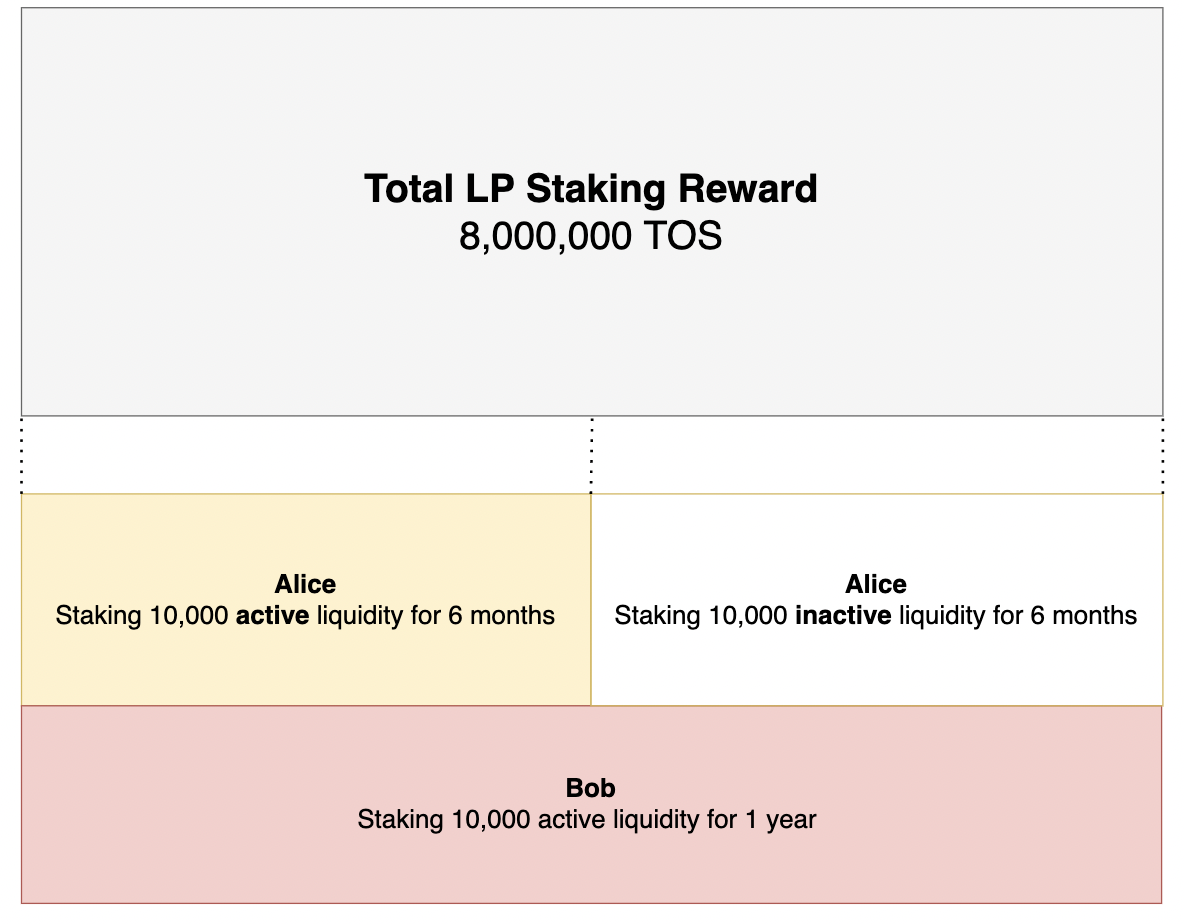 Total LP Staking Reward
8,000,000 TOS
Alice
Staking 10,000 active liquidity for 6 months
Alice
Staking 10,000 inactive liquidity for 6 months
Bob
Staking 10,000 active liquidity for 1 year